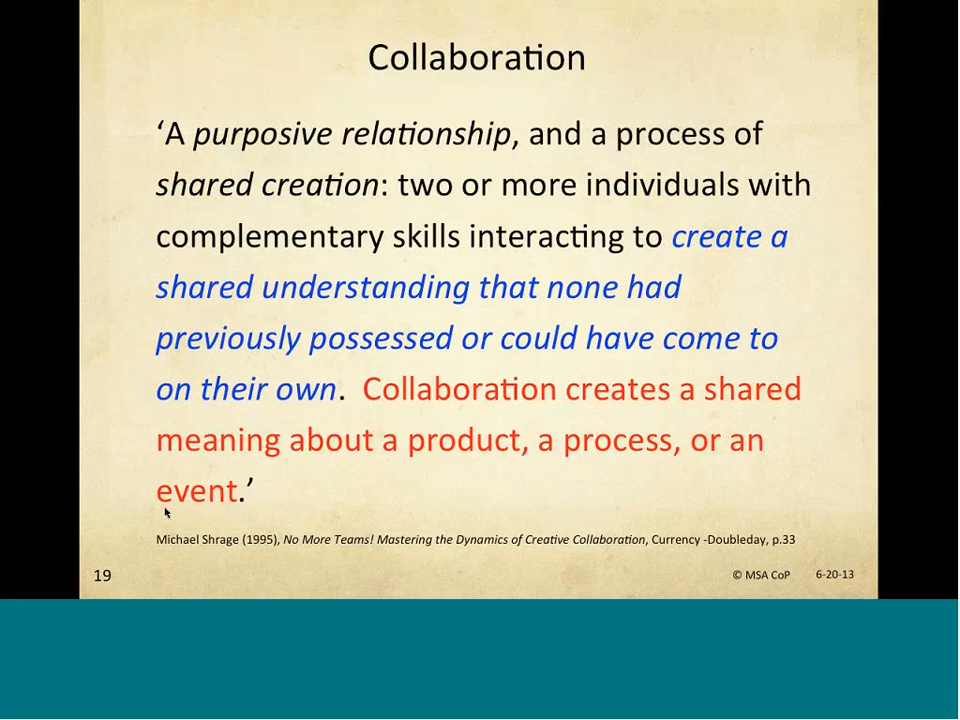 Collaboration
‘A purposive relationship, and a process of
shared creation: two or more individuals with
complementary skills interacting to create a
shared understanding that none had
previously possessed or could have come to
on their own.  Collaboration creates a shared
meaning about a product, a process, or an
event.’
Michael Shrage (1995), No More Teams! Mastering the Dynamics of Creative Collaboration, Currency -Doubleday, p.33
19 © MSA CoP 6-20-13